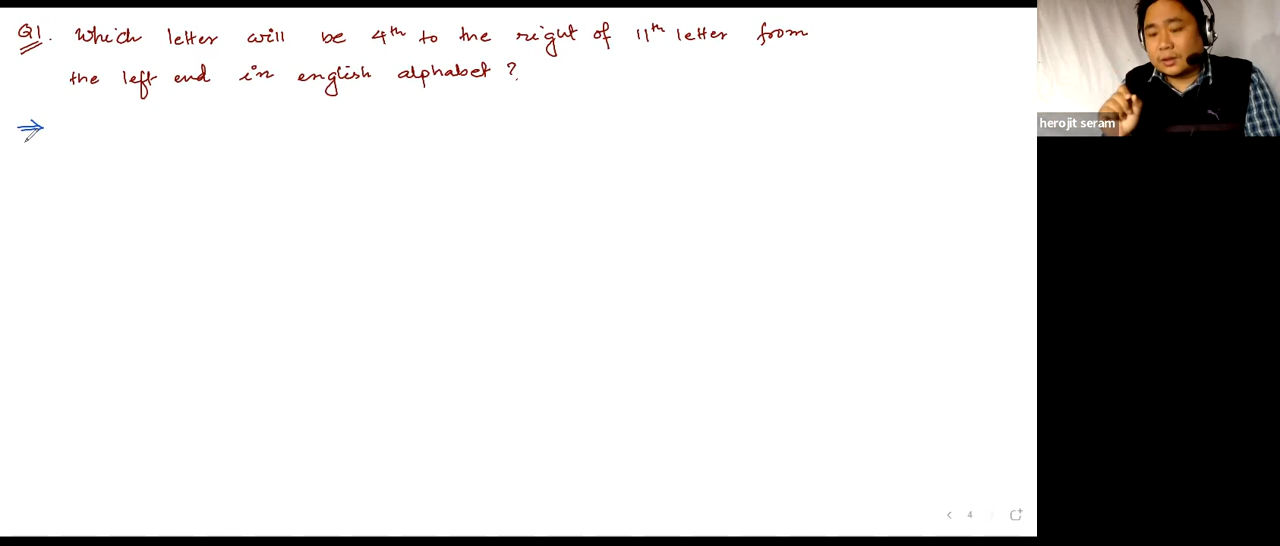 Q1. Which letter will be 4th to the right of 11th letter from
the left end in english alphabet ?
herojit seram
4